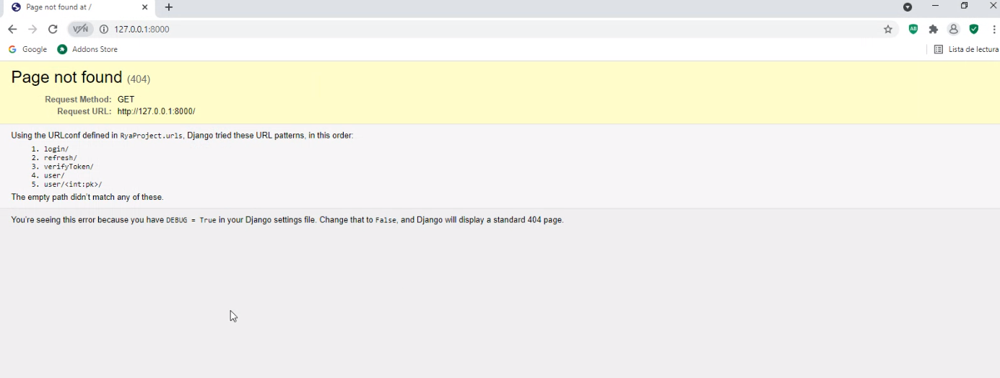 Page not found at /
VPN
127.0.0.1:8000
AB
G Google
Addons Store
Lista de lectura
Page not found (404)
Request Method: GET
Request URL: http://127.0.0.1:8000/
Using the URLconf defined in RyaProject.urls, Django tried these URL patterns, in this order:
1. login/
2. refresh/
3. verifyToken/
4. user/
5. user/<int:pk>/
The empty path didn't match any of these.
You're seeing this error because you have DEBUG = True in your Django settings file. Change that to False, and Django will display a standard 404 page.